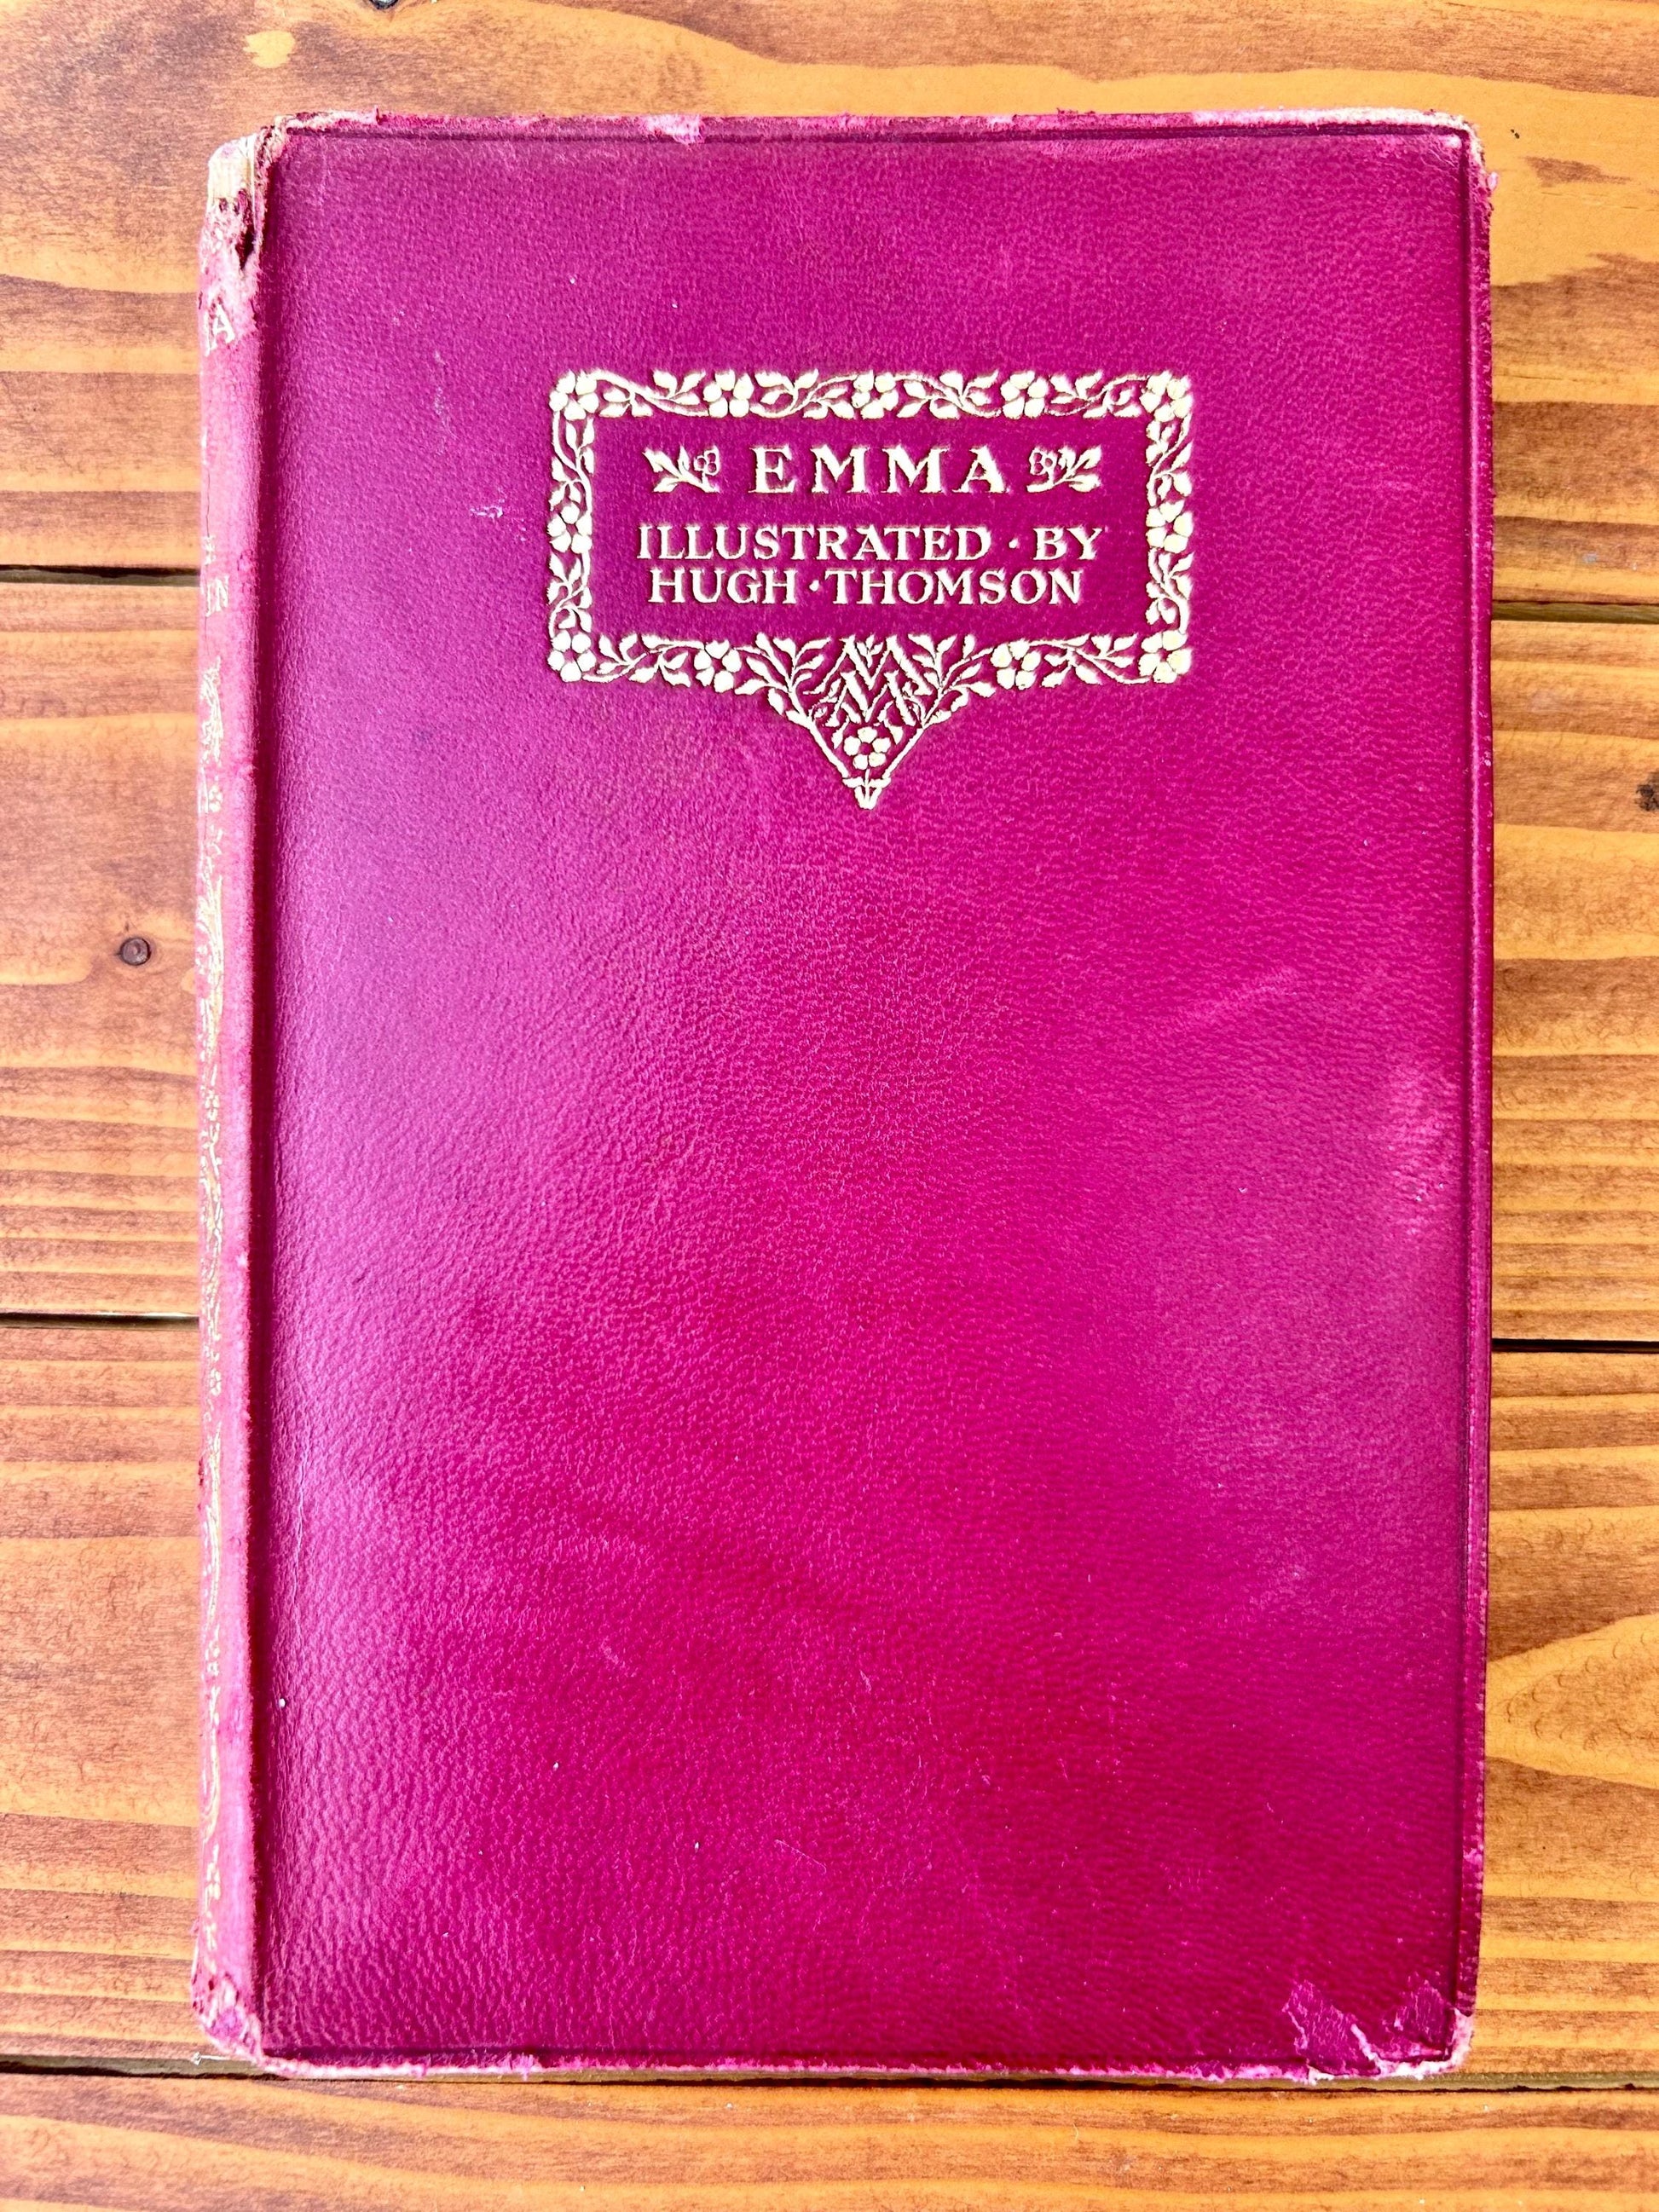 EMMA
ILLUSTRATED · BY
HUGH · THOMSON